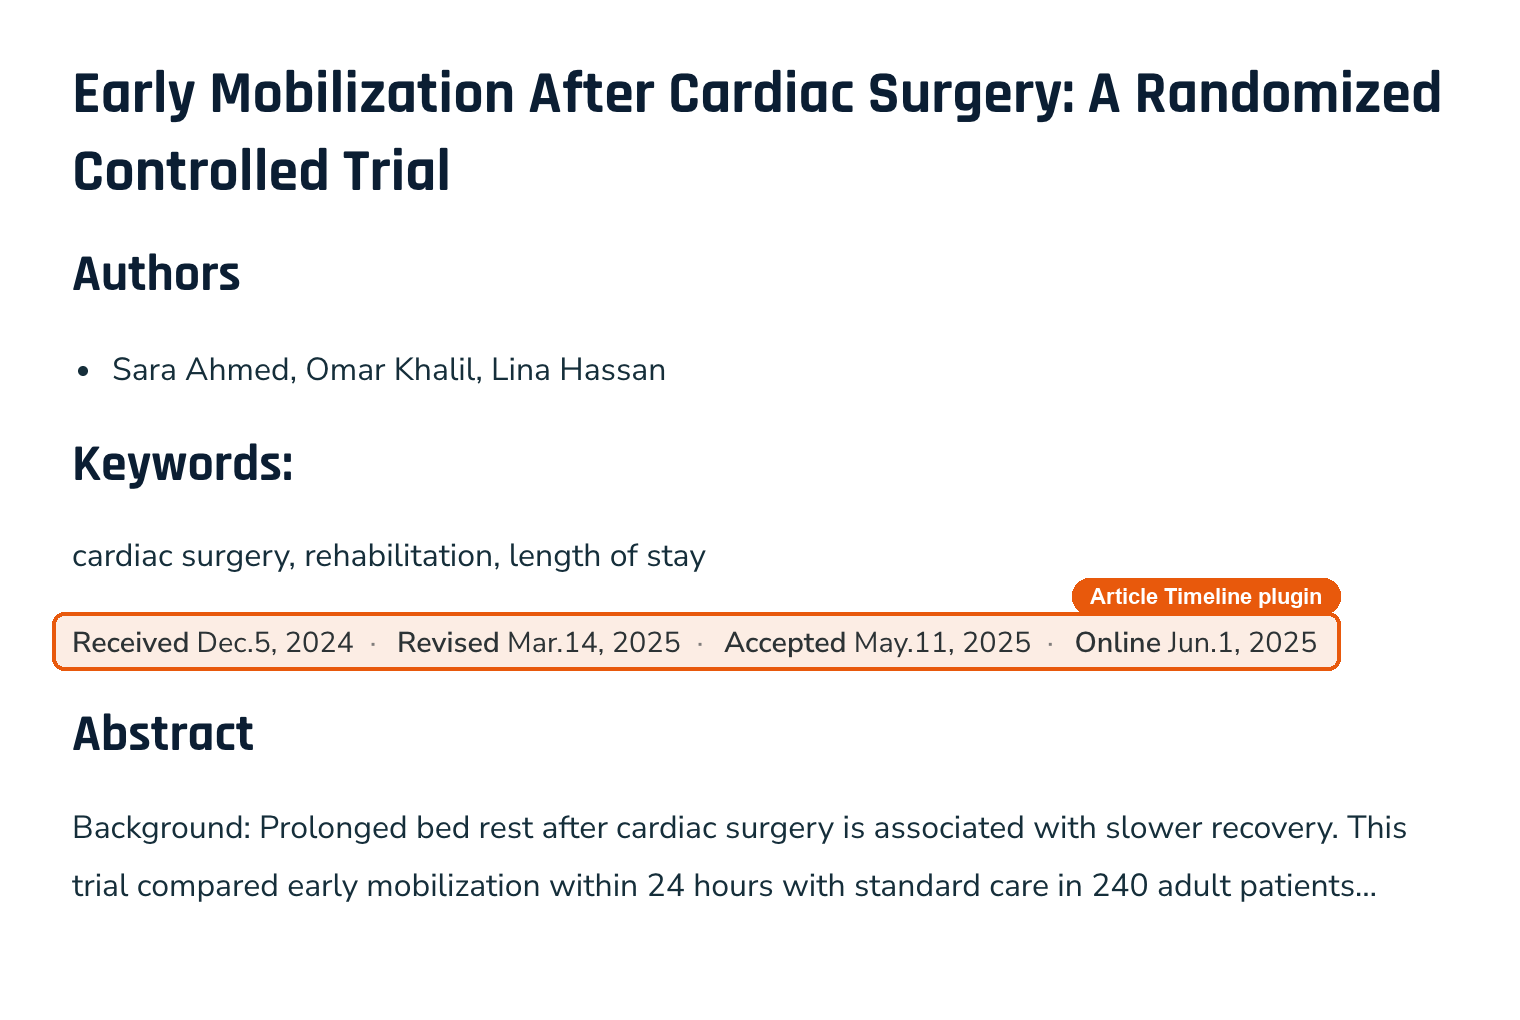 Early Mobilization After Cardiac Surgery: A Randomized
Controlled Trial
Authors
• Sara Ahmed, Omar Khalil, Lina Hassan
Keywords:
cardiac surgery, rehabilitation, length of stay
Article Timeline plugin
Received Dec.5, 2024 · Revised Mar.14, 2025 · Accepted May.11, 2025 · Online Jun.1, 2025
Abstract
Background: Prolonged bed rest after cardiac surgery is associated with slower recovery. This
trial compared early mobilization within 24 hours with standard care in 240 adult patients...